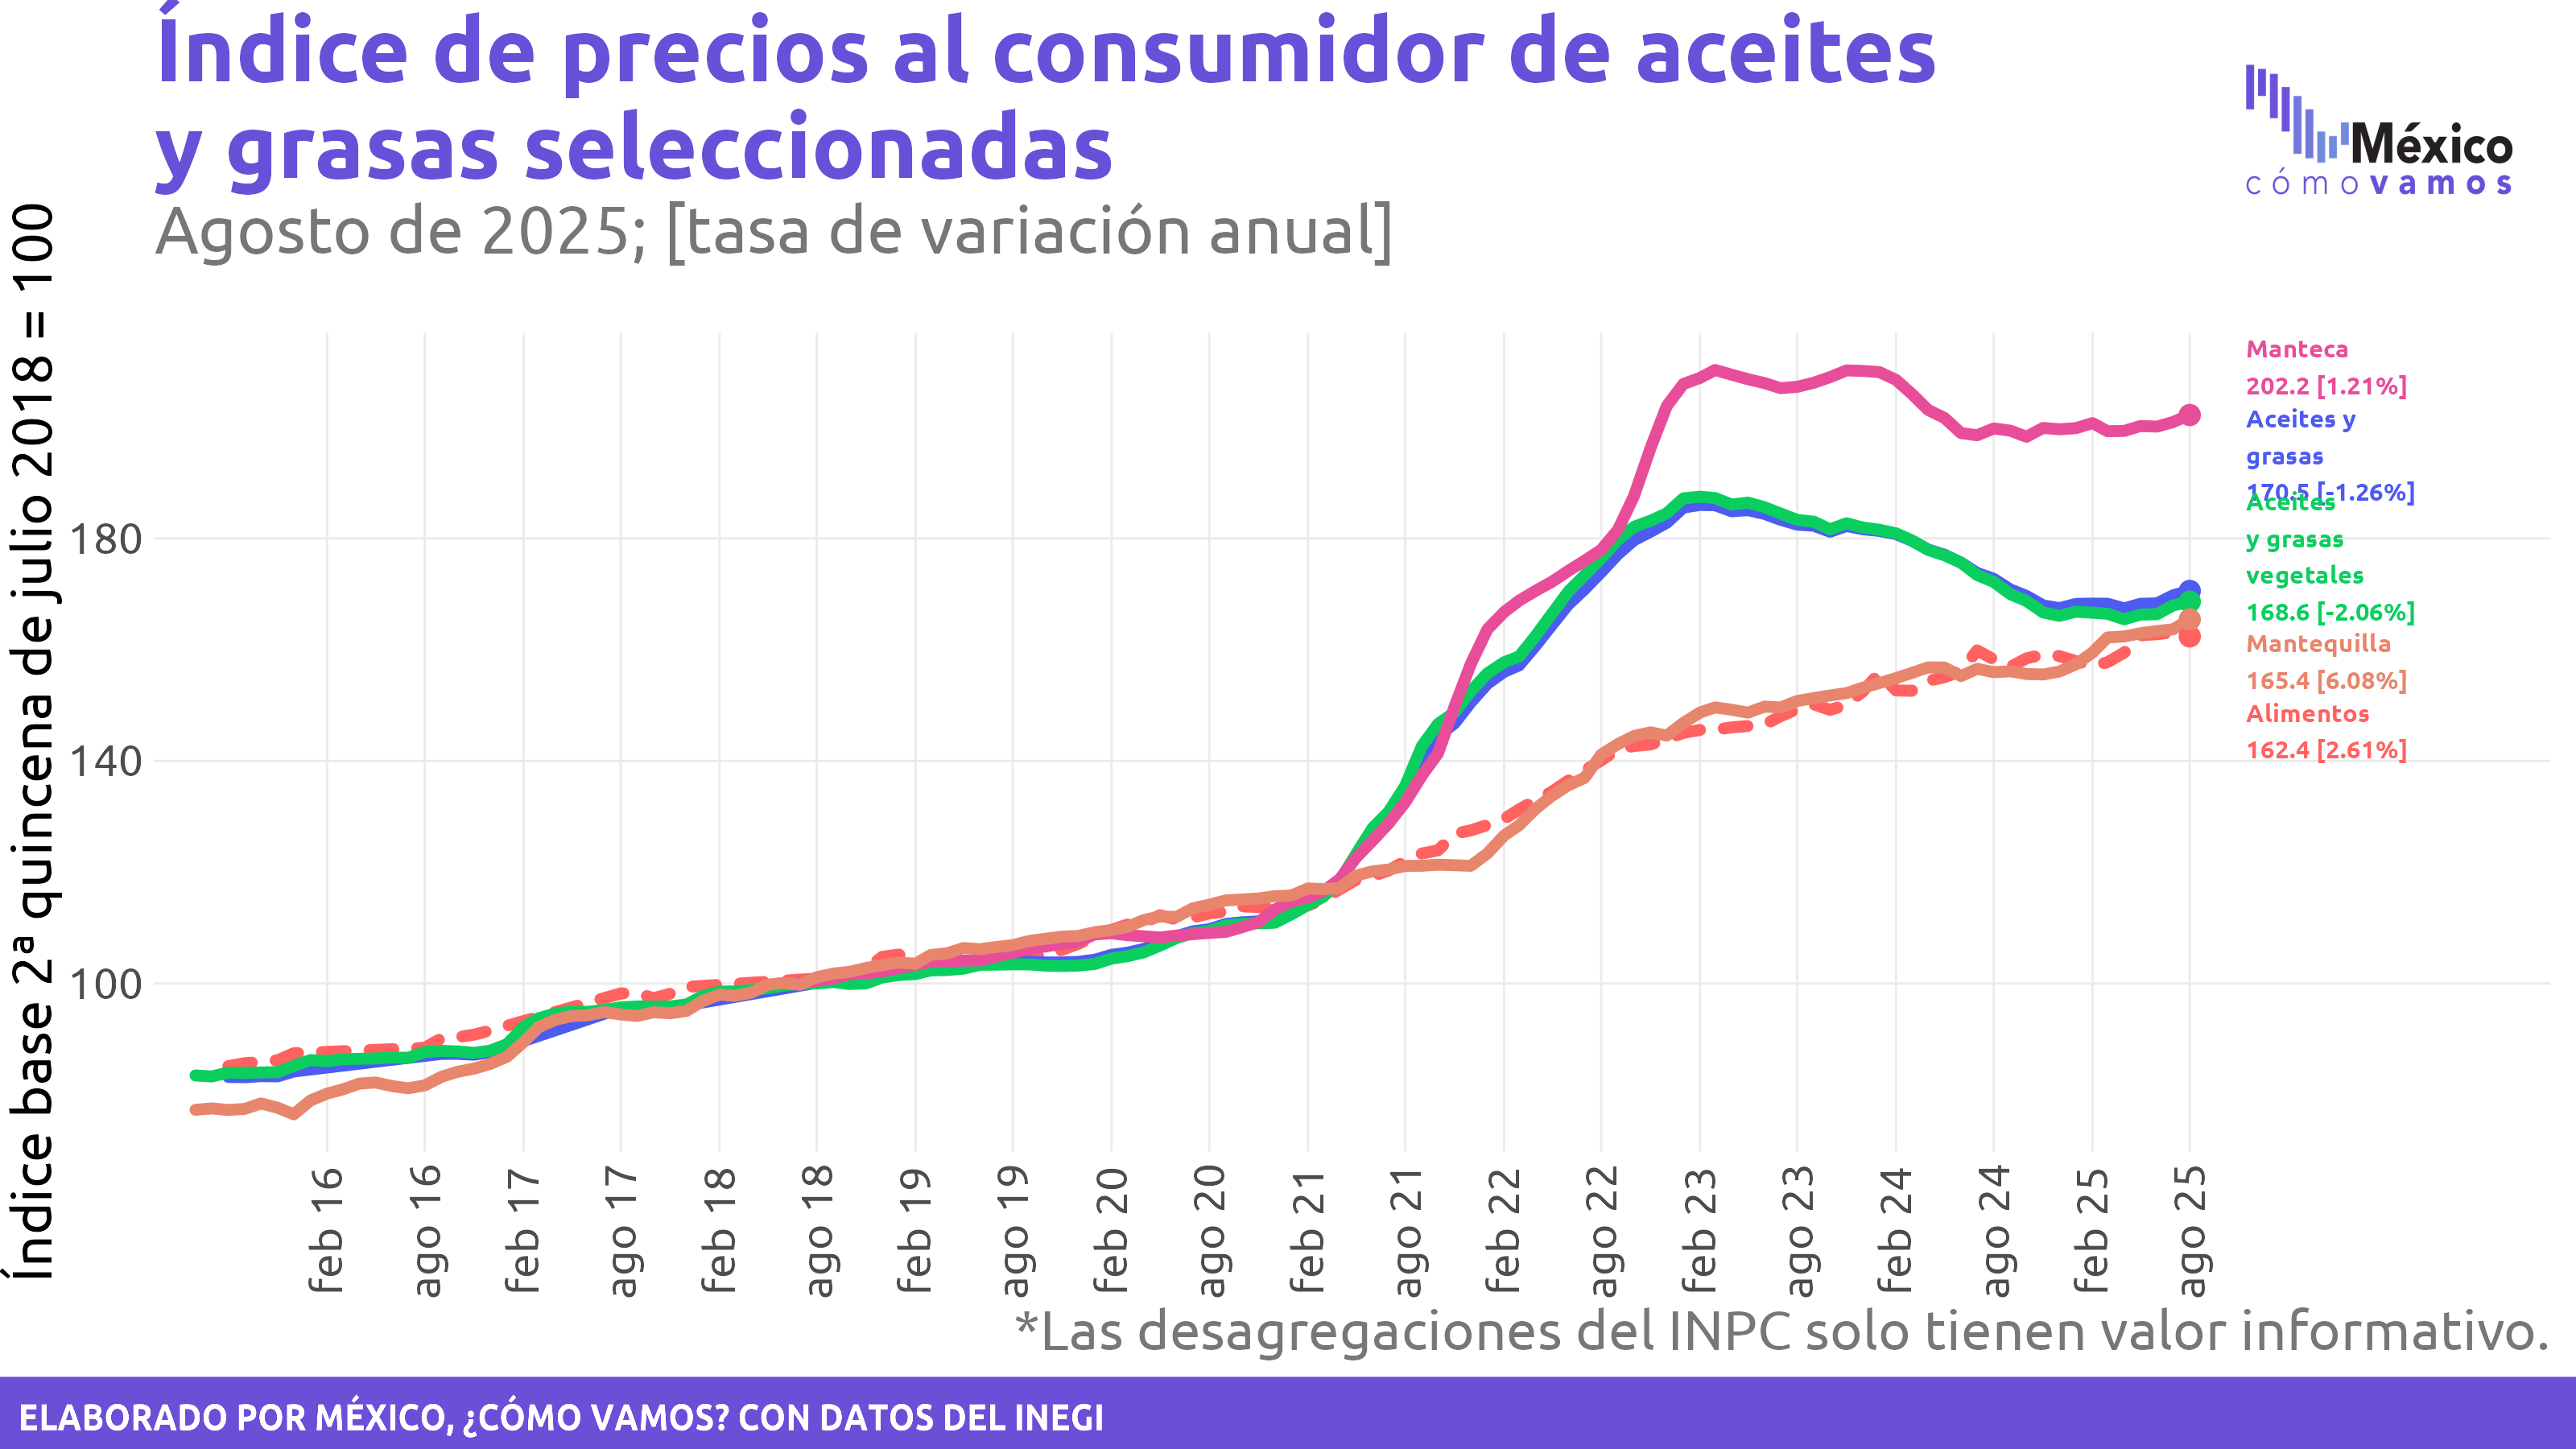 Índice de precios al consumidor de aceites
y grasas seleccionadas
Agosto de 2025; [tasa de variación anual]
México
cómo vamos
Índice base 2ª quincena de julio 2018 = 100
180
140
100
Manteca
202.2 [1.21%]
Aceites y
grasas
170.5 [-1.26%]
Aceites
y grasas
vegetales
168.6 [-2.06%]
Mantequilla
165.4 [6.08%]
Alimentos
162.4 [2.61%]
feb 16
ago 16
feb 17
ago 17
feb 18
ago 18
feb 19
ago 19
feb 20
ago 20
feb 21
ago 21
feb 22
ago 22
feb 23
ago 23
feb 24
ago 24
feb 25
ago 25
*Las desagregaciones del INPC solo tienen valor informativo.
ELABORADO POR MÉXICO, ¿CÓMO VAMOS? CON DATOS DEL INEGI